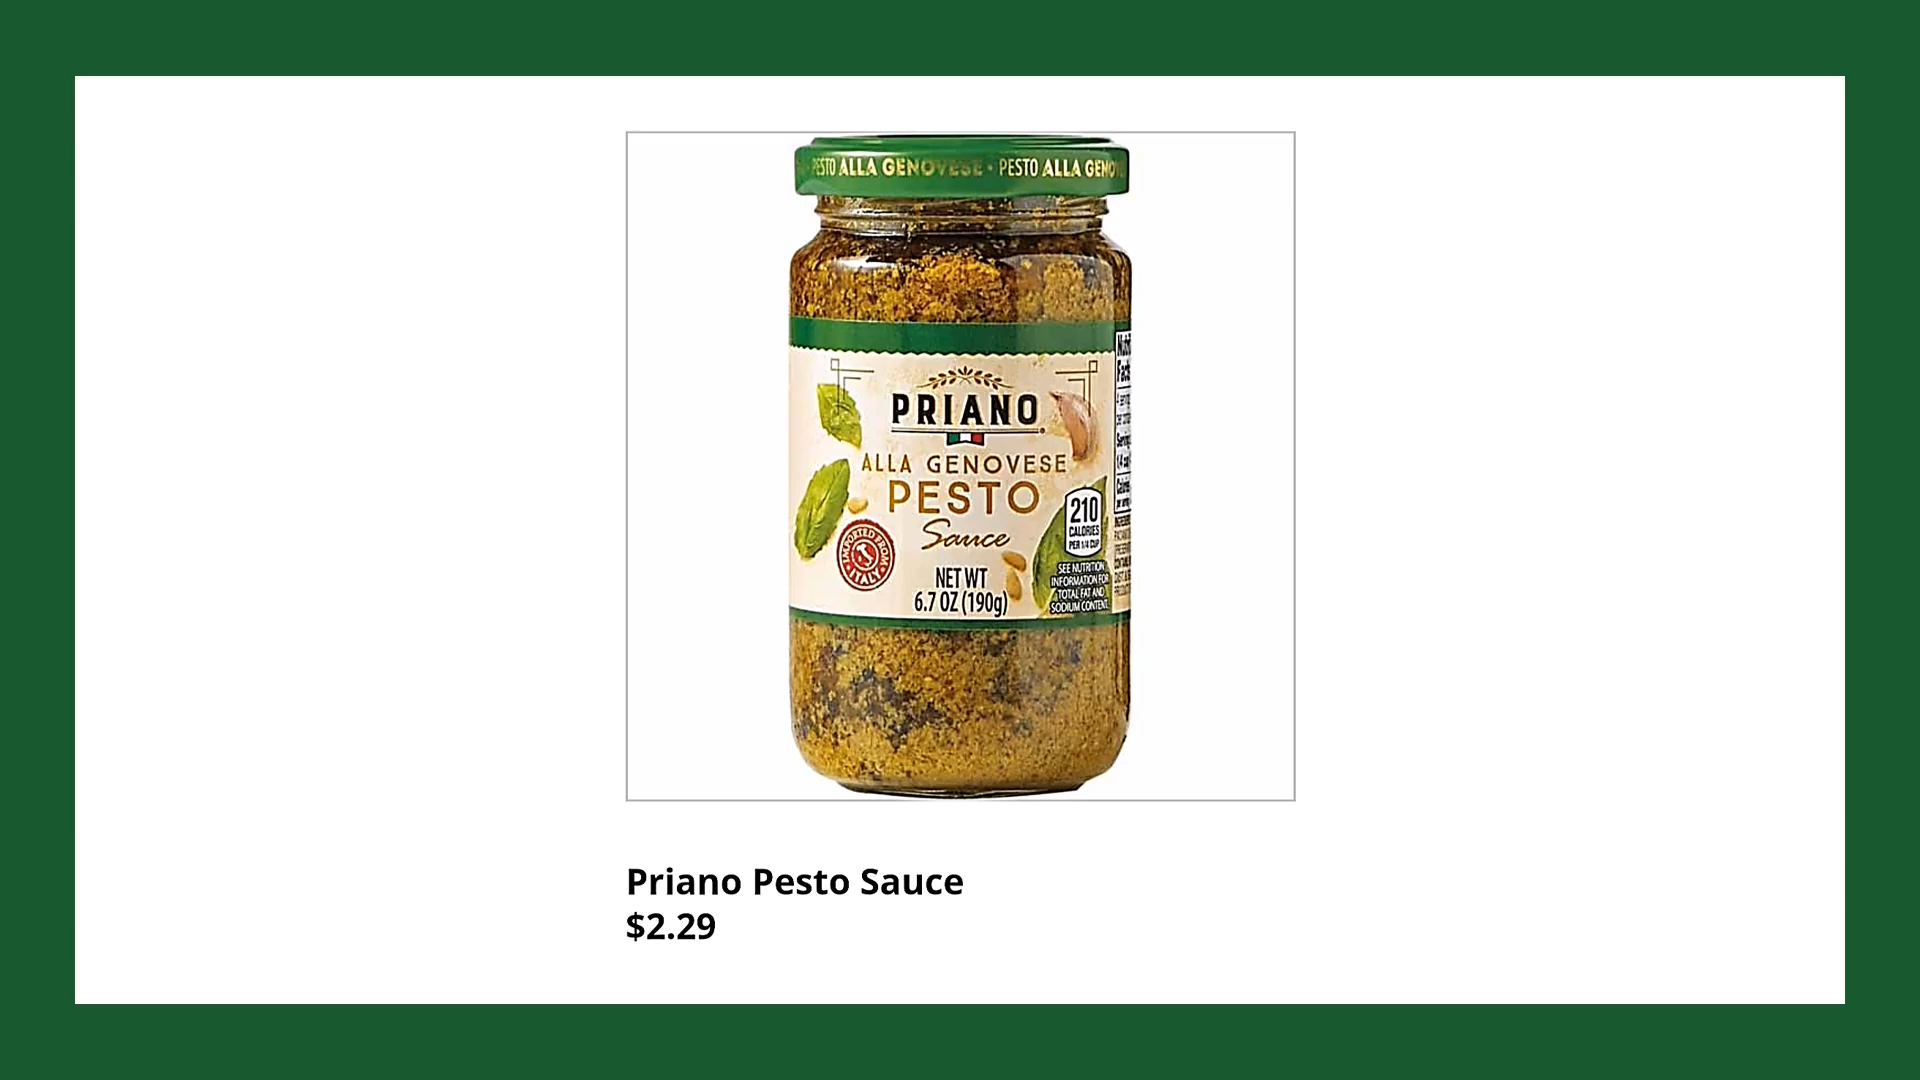 PESTO ALLA GENOVESE • PESTO ALLA GENO
PRIANO
ALLA GENOVESE
PESTO
Sauce
IMPORTED FROM
ITALY
NET WT
6.7 OZ (190g)
210
CALORIES
PER 1/4 CUP
SEE NUTRITION
INFORMATION FOR
TOTAL FAT AND
SODIUM CONTENT.
Priano Pesto Sauce
$2.29